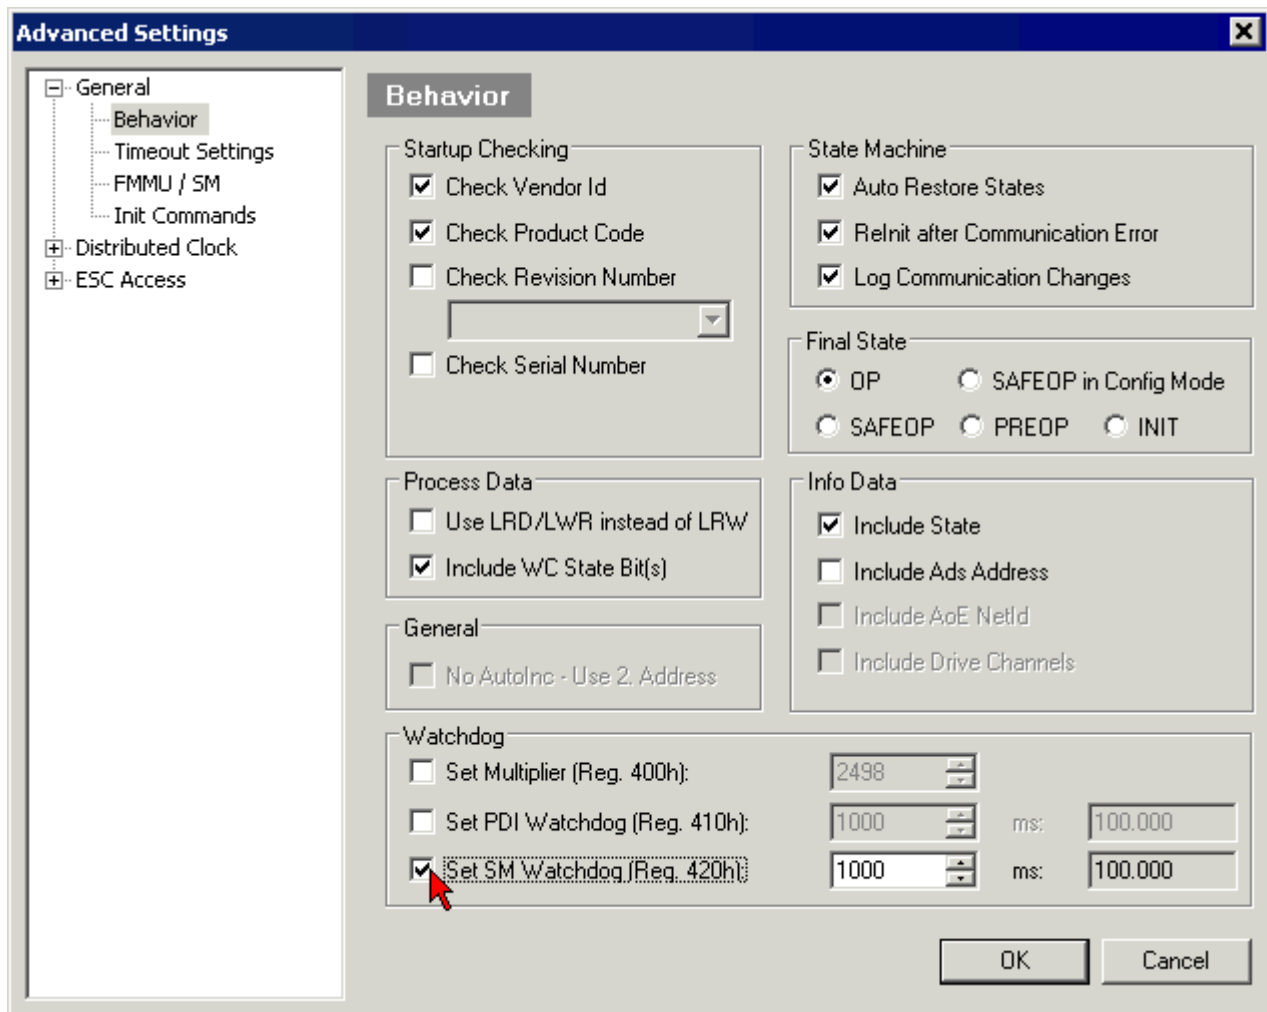 Advanced Settings
General
Behavior
Timeout Settings
FMMU / SM
Init Commands
Distributed Clock
ESC Access
Behavior
Startup Checking
Check Vendor Id
Check Product Code
Check Revision Number
Check Serial Number
State Machine
Auto Restore States
ReInit after Communication Error
Log Communication Changes
Final State
OP SAFEOP in Config Mode
SAFEOP PREOP INIT
Process Data
Use LRD/LWR instead of LRW
Include WC State Bit(s)
General
No AutoInc - Use 2. Address
Info Data
Include State
Include Ads Address
Include AoE NetId
Include Drive Channels
Watchdog
Set Multiplier (Reg. 400h): 2498
Set PDI Watchdog (Reg. 410h): 1000 ms: 100.000
Set SM Watchdog (Reg. 420h): 1000 ms: 100.000
OK Cancel